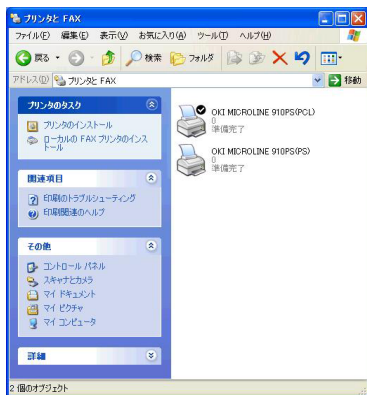 プリンタと FAX
ファイル(F) 編集(E) 表示(V) お気に入り(A) ツール(T) ヘルプ(H)
戻る 検索 フォルダ
アドレス(D) プリンタと FAX 移動
プリンタのタスク
プリンタのインストール
ローカルの FAX プリンタのインス
トール
関連項目
印刷のトラブルシューティング
印刷関連のヘルプ
その他
コントロール パネル
スキャナとカメラ
マイ ドキュメント
マイ ピクチャ
マイ コンピュータ
詳細
OKI MICROLINE 910PS(PCL)
0
準備完了
OKI MICROLINE 910PS(PS)
0
準備完了
2 個のオブジェクト